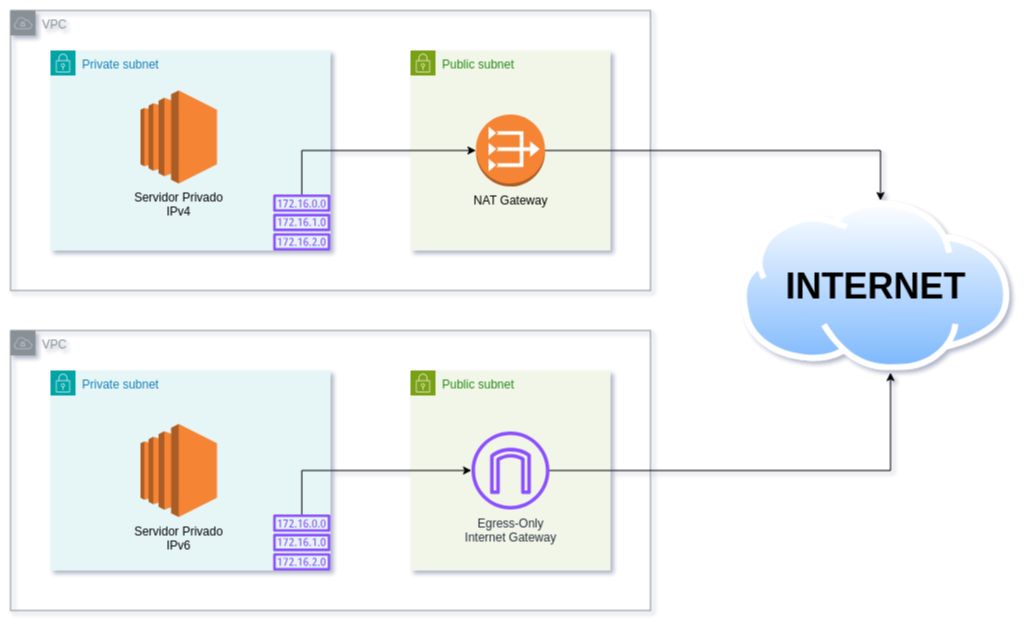 VPC
Private subnet
Servidor Privado
IPv4
172.16.0.0
172.16.1.0
172.16.2.0
Public subnet
NAT Gateway
INTERNET
VPC
Private subnet
Servidor Privado
IPv6
172.16.0.0
172.16.1.0
172.16.2.0
Public subnet
Egress-Only
Internet Gateway